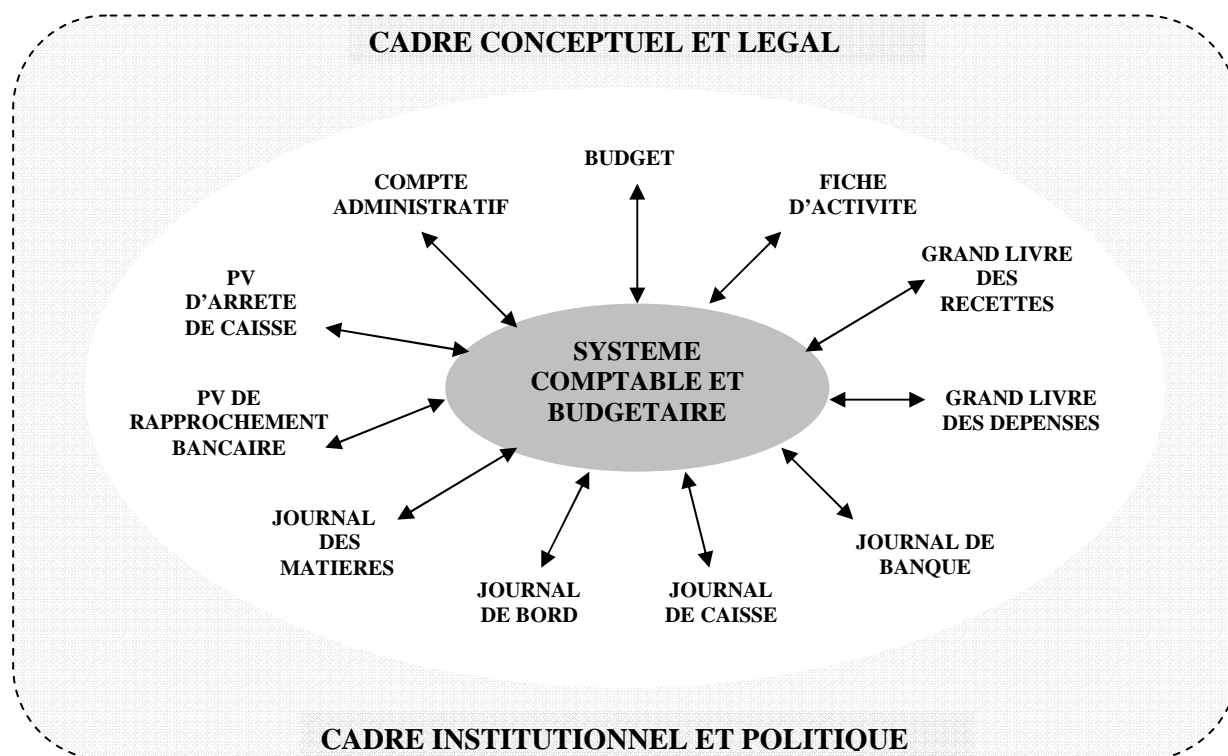 CADRE CONCEPTUEL ET LEGAL
BUDGET
COMPTE
ADMINISTRATIF
FICHE
D’ACTIVITE
GRAND LIVRE
DES
RECETTES
PV
D’ARRETE
DE CAISSE
SYSTEME
COMPTABLE ET
BUDGETAIRE
PV DE
RAPPROCHEMENT
BANCAIRE
GRAND LIVRE
DES DEPENSES
JOURNAL
DES
MATIERES
JOURNAL DE
BANQUE
JOURNAL
DE BORD
JOURNAL
DE CAISSE
CADRE INSTITUTIONNEL ET POLITIQUE